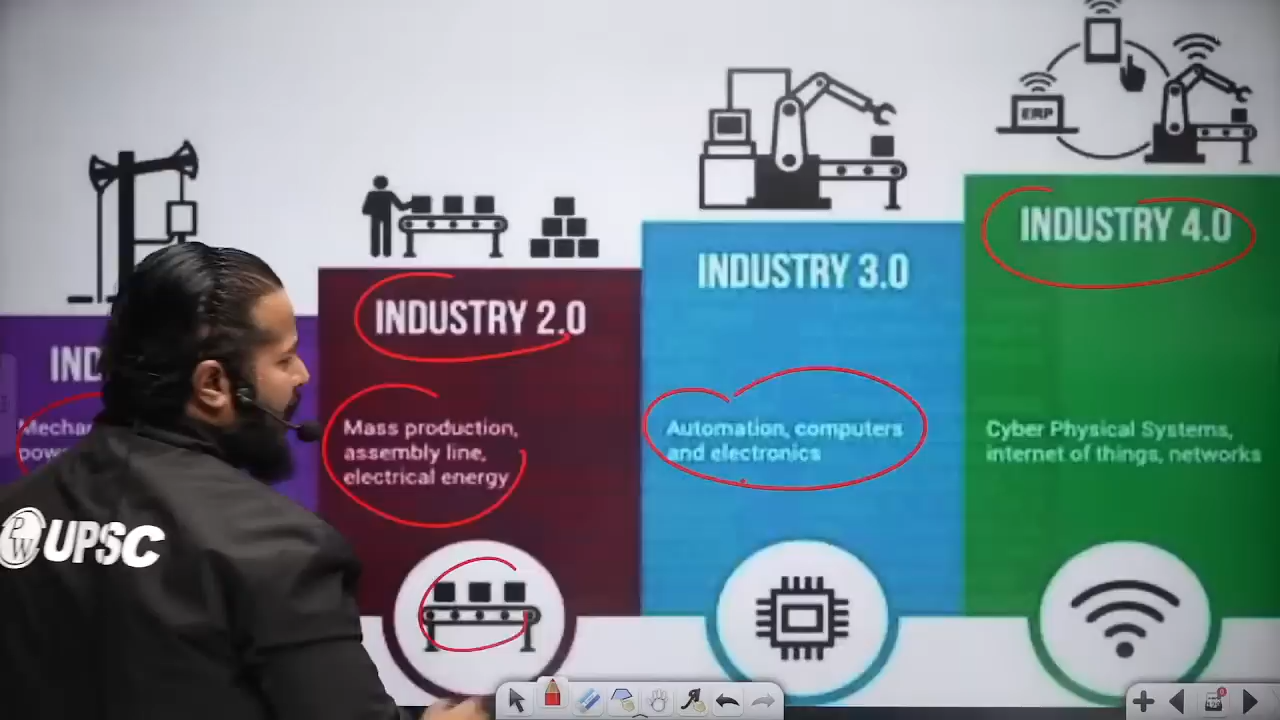 ERP
INDUSTRY 4.0
INDUSTRY 3.0
INDUSTRY 2.0
Mass production,
assembly line,
electrical energy
Automation, computers
and electronics
Cyber Physical Systems,
internet of things, networks
PW UPSC